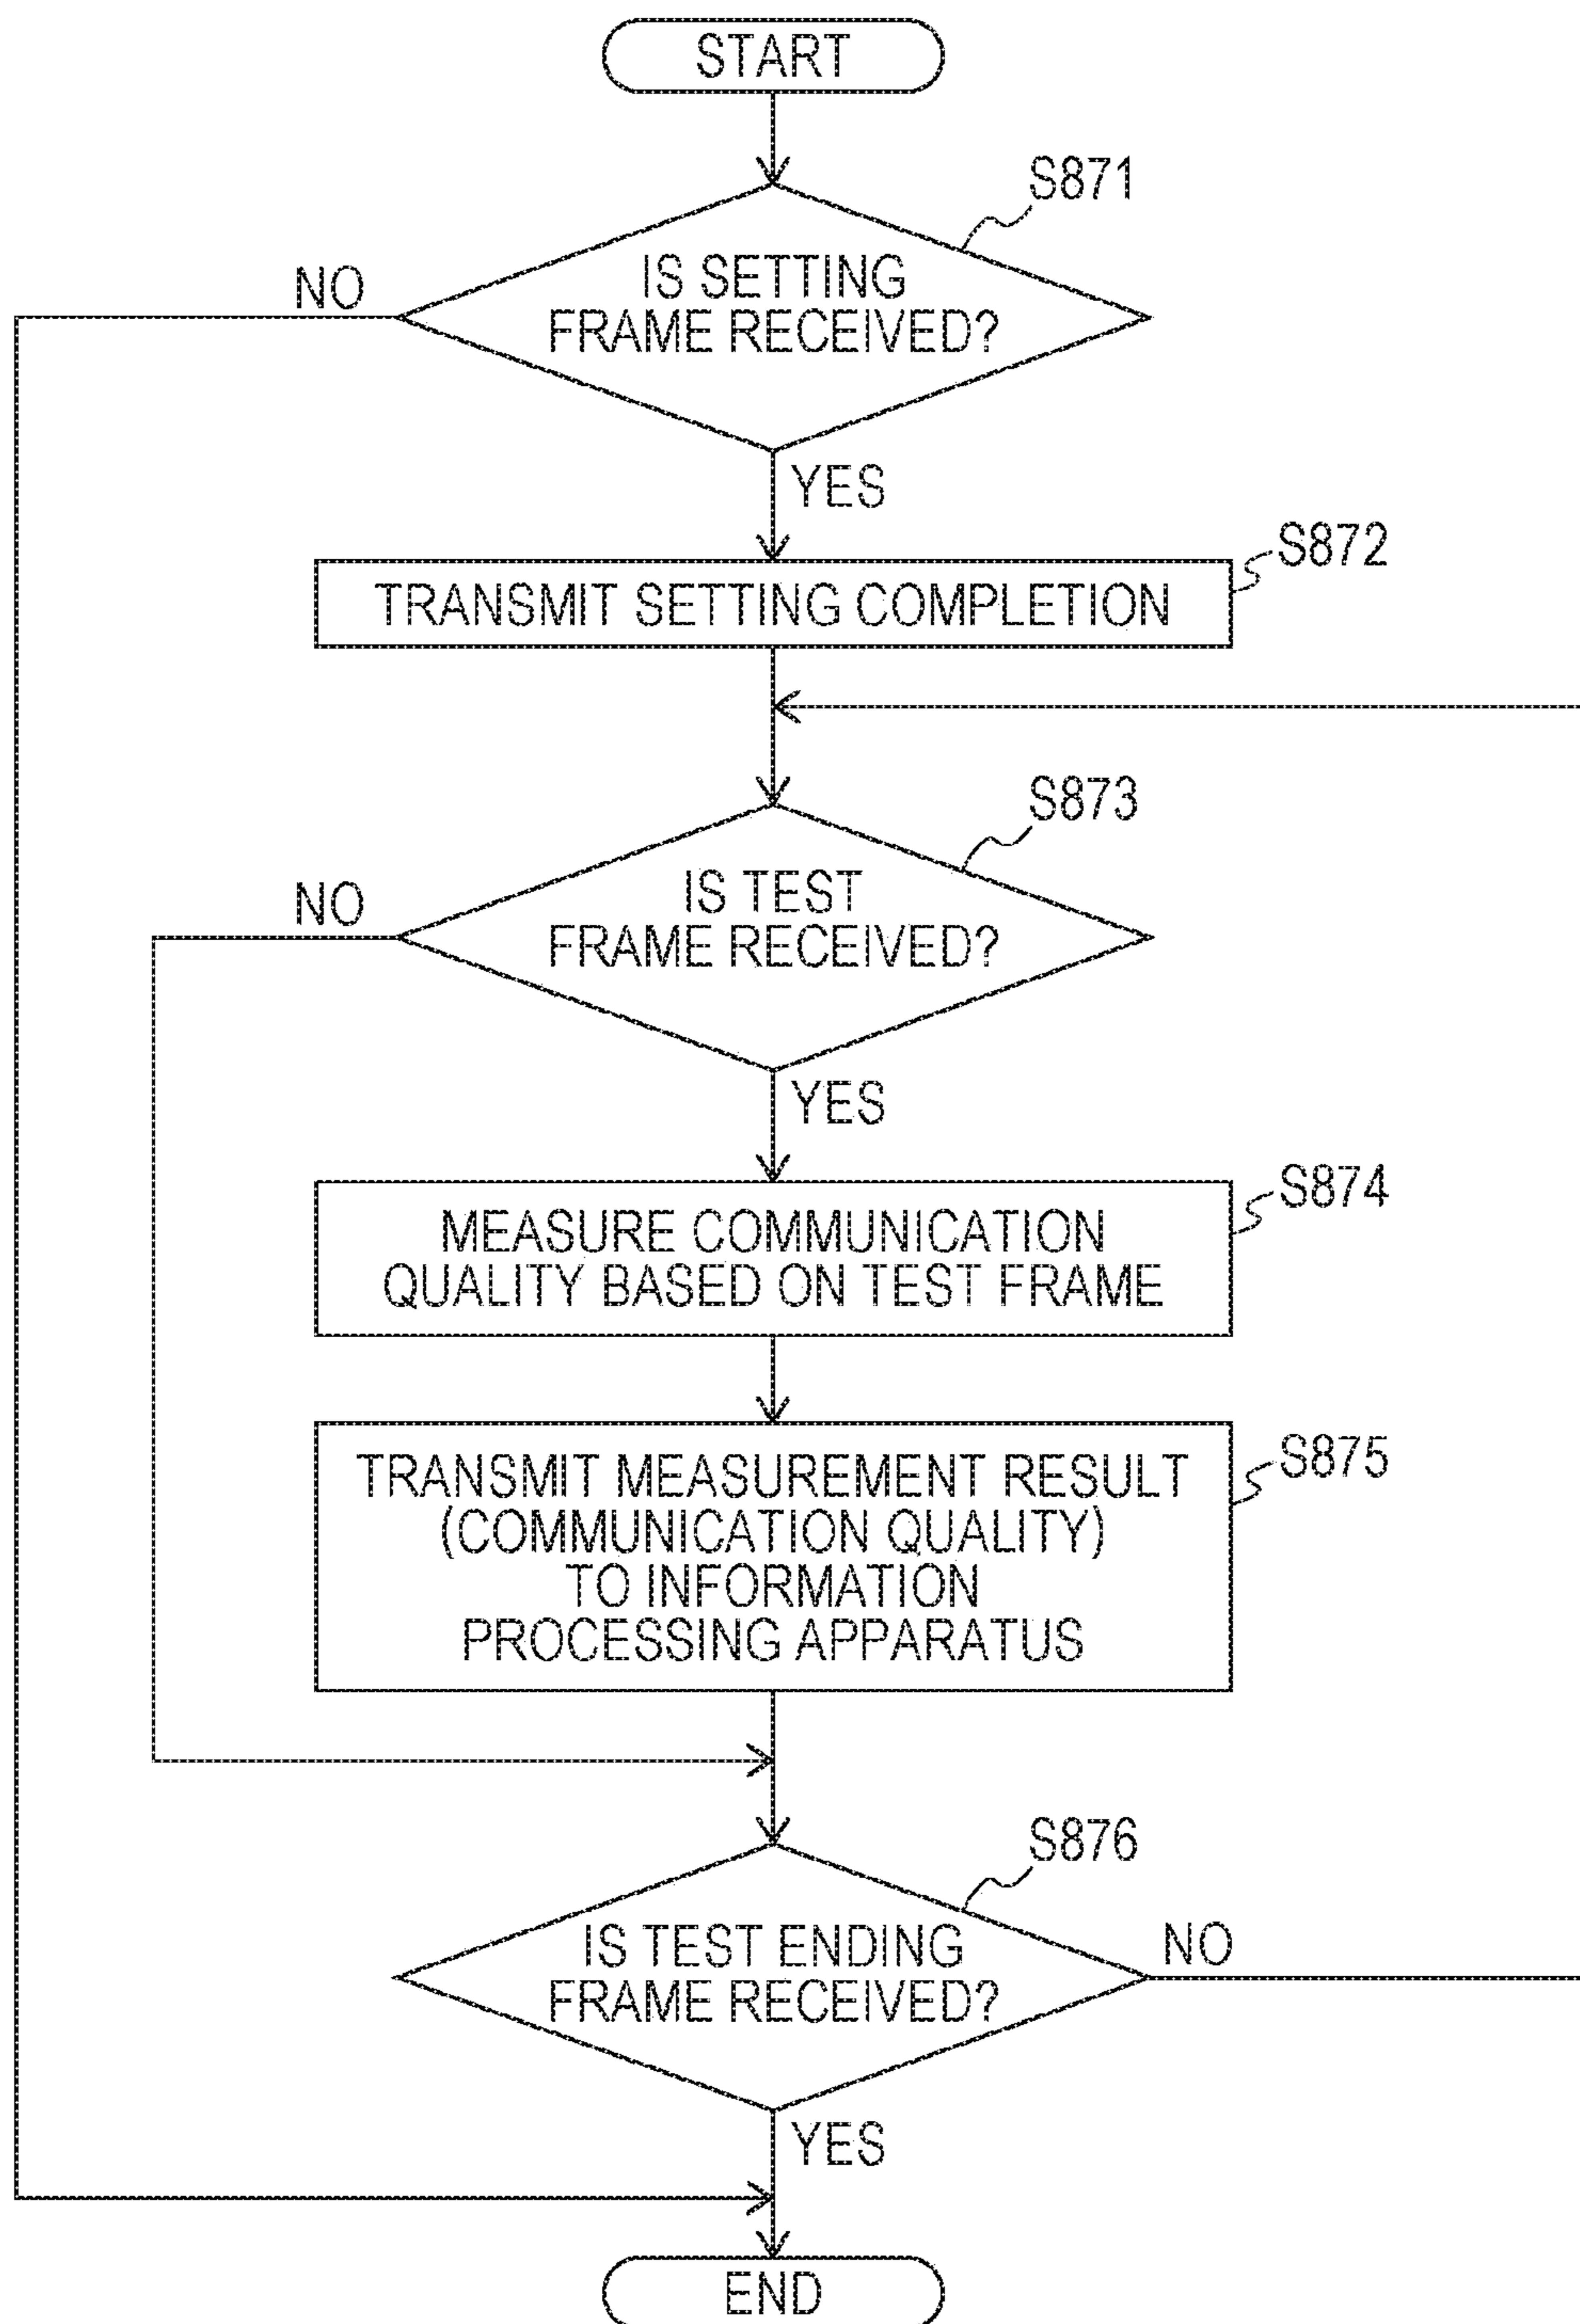 START
S871
IS SETTING
FRAME RECEIVED?
NO
YES
S872
TRANSMIT SETTING COMPLETION
S873
IS TEST
FRAME RECEIVED?
NO
YES
S874
MEASURE COMMUNICATION
QUALITY BASED ON TEST FRAME
S875
TRANSMIT MEASUREMENT RESULT
(COMMUNICATION QUALITY)
TO INFORMATION
PROCESSING APPARATUS
S876
IS TEST ENDING
FRAME RECEIVED?
NO
YES
END